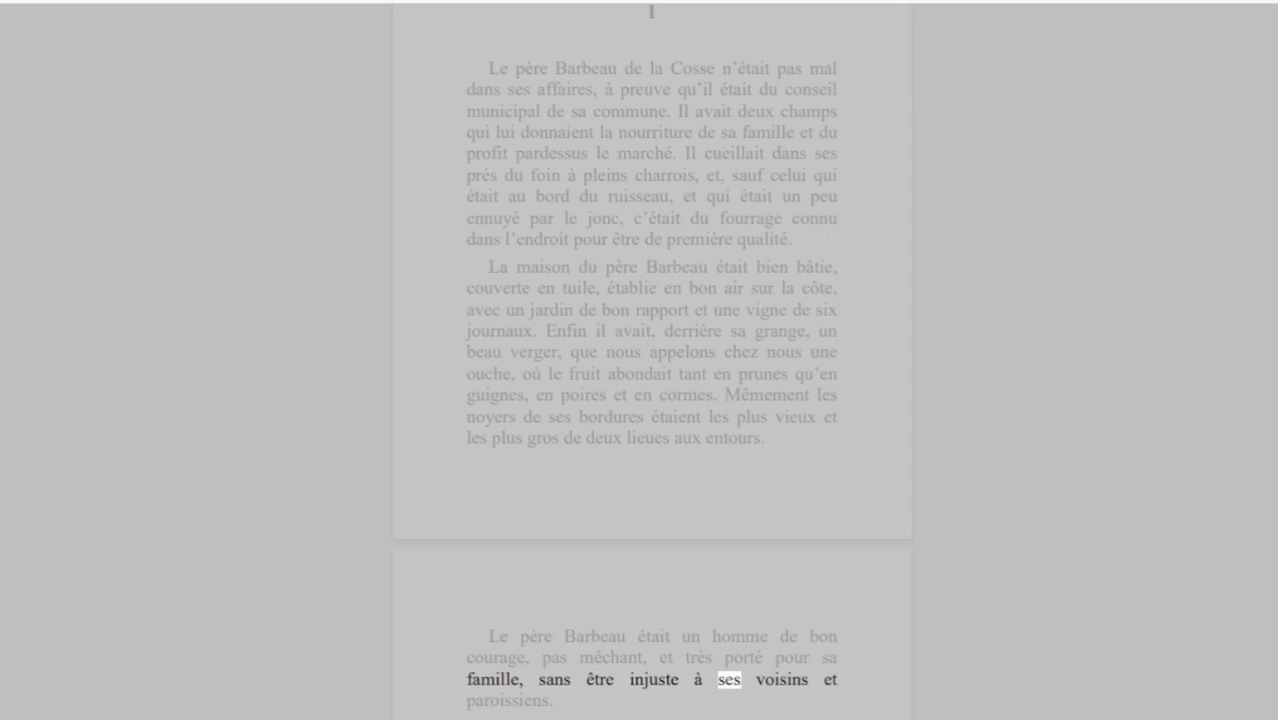 1
Le père Barbeau de la Cosse n’était pas mal
dans ses affaires, à preuve qu’il était du conseil
municipal de sa commune. Il avait deux champs
qui lui donnaient la nourriture de sa famille et du
profit pardessus le marché. Il cueillait dans ses
prés du foin à pleins charrois, et, sauf celui qui
était au bord du ruisseau, et qui était un peu
ennuyé par le jonc, c’était du fourrage connu
dans l’endroit pour être de première qualité.
La maison du père Barbeau était bien bâtie,
couverte en tuile, établie en bon air sur la côte,
avec un jardin de bon rapport et une vigne de six
journaux. Enfin il avait, derrière sa grange, un
beau verger, que nous appelons chez nous une
ouche, où le fruit abondait tant en prunes qu’en
guignes, en poires et en cormes. Mêmement les
noyers de ses bordures étaient les plus vieux et
les plus gros de deux lieues aux entours.
Le père Barbeau était un homme de bon
courage, pas méchant, et très porté pour sa
famille, sans être injuste à ses voisins et
paroissiens.